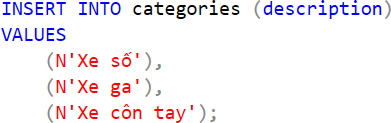 INSERT INTO categories (description)
VALUES
(N'Xe số'),
(N'Xe ga'),
(N'Xe côn tay');